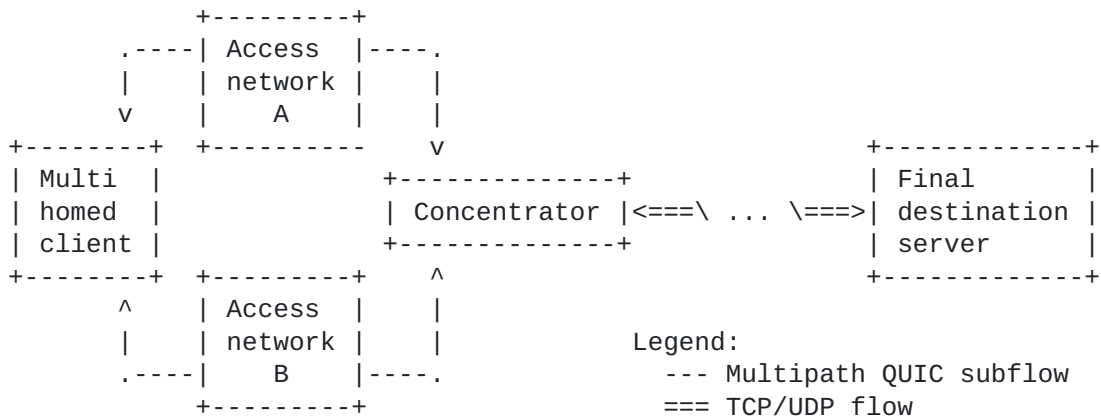 +---------+
      .----| Access  |----.
      |    | network |    |
      v    |    A    |    |
+--------+ +----------    v                          +-------------+
| Multi  |             +--------------+              | Final       |
| homed  |             | Concentrator |<===\ ... \===>| destination |
| client |             +--------------+              | server      |
+--------+ +---------+    ^                          +-------------+
      ^    | Access  |    |
      |    | network |    |           Legend:
      .----|    B    |----.             --- Multipath QUIC subflow
           +---------+                  === TCP/UDP flow